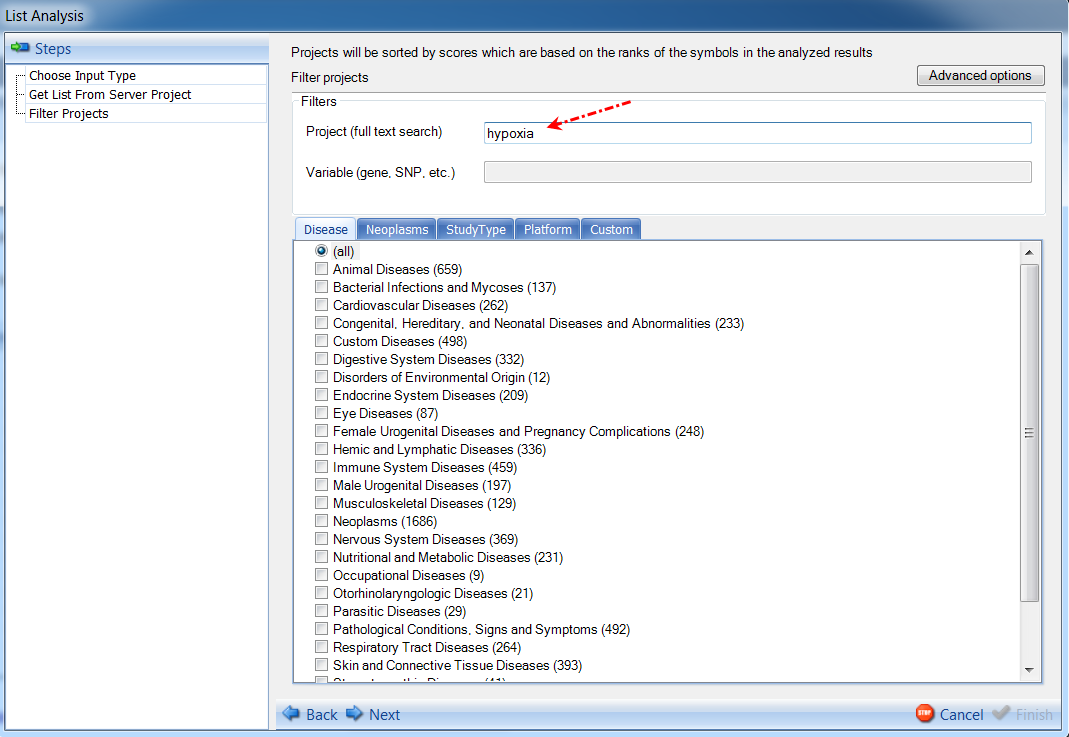 List Analysis
Steps
Choose Input Type
Get List From Server Project
Filter Projects
Projects will be sorted by scores which are based on the ranks of the symbols in the analyzed results
Filter projects
Advanced options
Filters
Project (full text search)
hypoxia
Variable (gene, SNP, etc.)
Disease Neoplasms StudyType Platform Custom
(all)
Animal Diseases (659)
Bacterial Infections and Mycoses (137)
Cardiovascular Diseases (262)
Congenital, Hereditary, and Neonatal Diseases and Abnormalities (233)
Custom Diseases (498)
Digestive System Diseases (332)
Disorders of Environmental Origin (12)
Endocrine System Diseases (209)
Eye Diseases (87)
Female Urogenital Diseases and Pregnancy Complications (248)
Hemic and Lymphatic Diseases (336)
Immune System Diseases (459)
Male Urogenital Diseases (197)
Musculoskeletal Diseases (129)
Neoplasms (1686)
Nervous System Diseases (369)
Nutritional and Metabolic Diseases (231)
Occupational Diseases (9)
Otorhinolaryngologic Diseases (21)
Parasitic Diseases (29)
Pathological Conditions, Signs and Symptoms (492)
Respiratory Tract Diseases (264)
Skin and Connective Tissue Diseases (393)
Back Next
STOP Cancel Finish